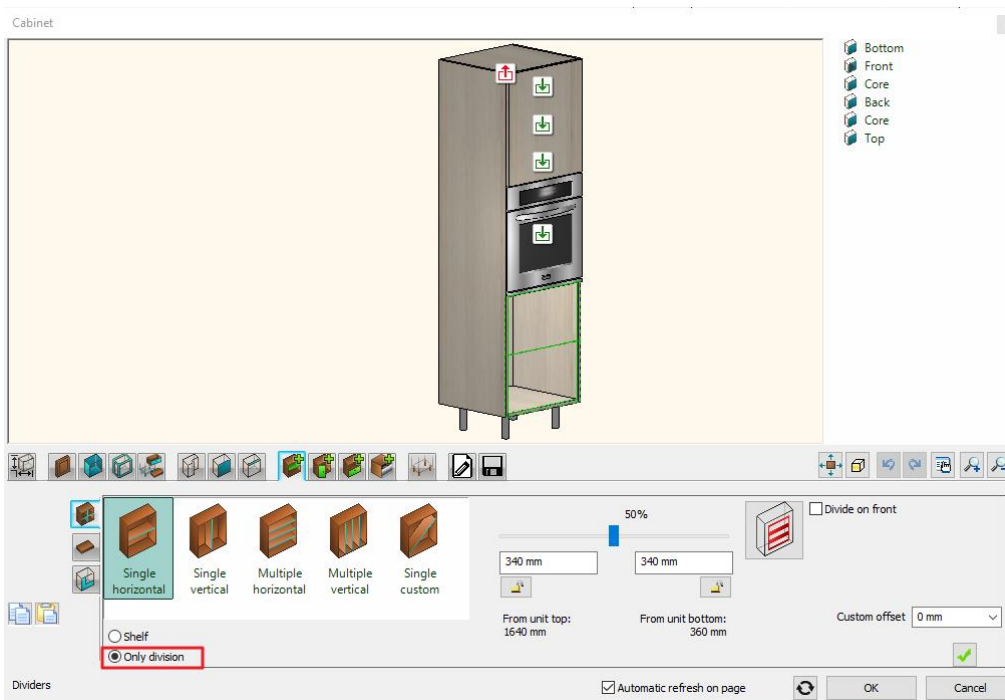 Cabinet
Bottom
Front
Core
Back
Core
Top
Single
horizontal
Single
vertical
Multiple
horizontal
Multiple
vertical
Single
custom
Shelf
Only division
50%
340 mm
340 mm
From unit top:
1640 mm
From unit bottom:
360 mm
Divide on front
Custom offset
0 mm
Dividers
Automatic refresh on page
OK
Cancel